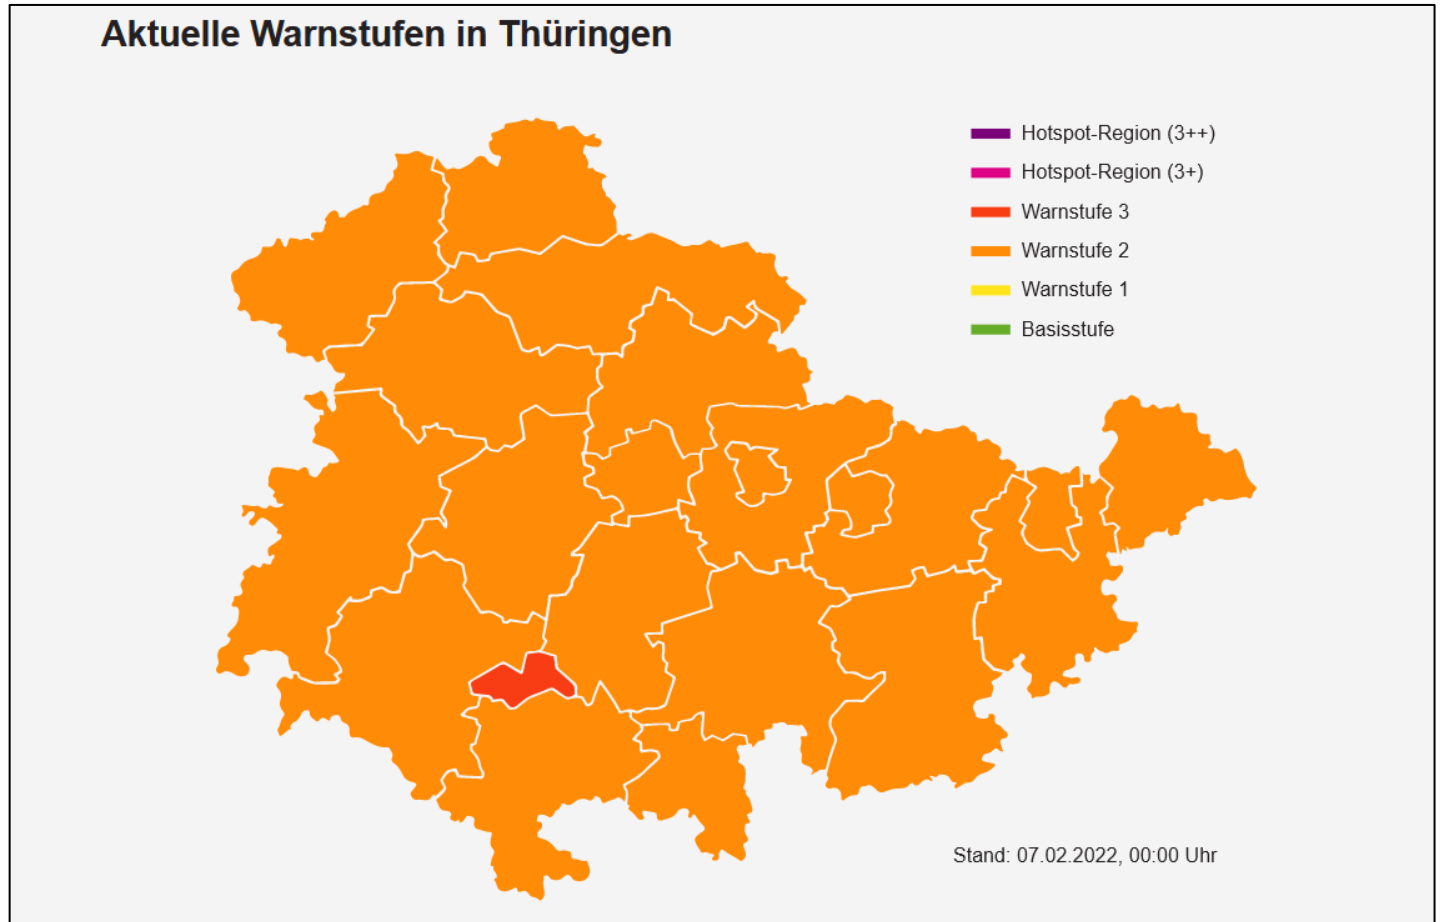 Aktuelle Warnstufen in Thüringen
Hotspot-Region (3++)
Hotspot-Region (3+)
Warnstufe 3
Warnstufe 2
Warnstufe 1
Basisstufe
Stand: 07.02.2022, 00:00 Uhr